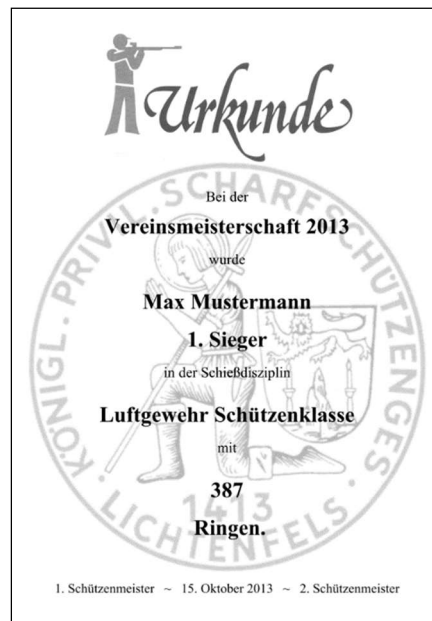 Urkunde
Bei der
Vereinsmeisterschaft 2013
wurde
Max Mustermann
1. Sieger
in der Schießdisziplin
Luftgewehr Schützenklasse
mit
387
Ringen.
KÖNIGL. PRIVIL. SCHARFSCHÜTZENGES.
1413
LICHTENFELS.
1. Schützenmeister ~ 15. Oktober 2013 ~ 2. Schützenmeister